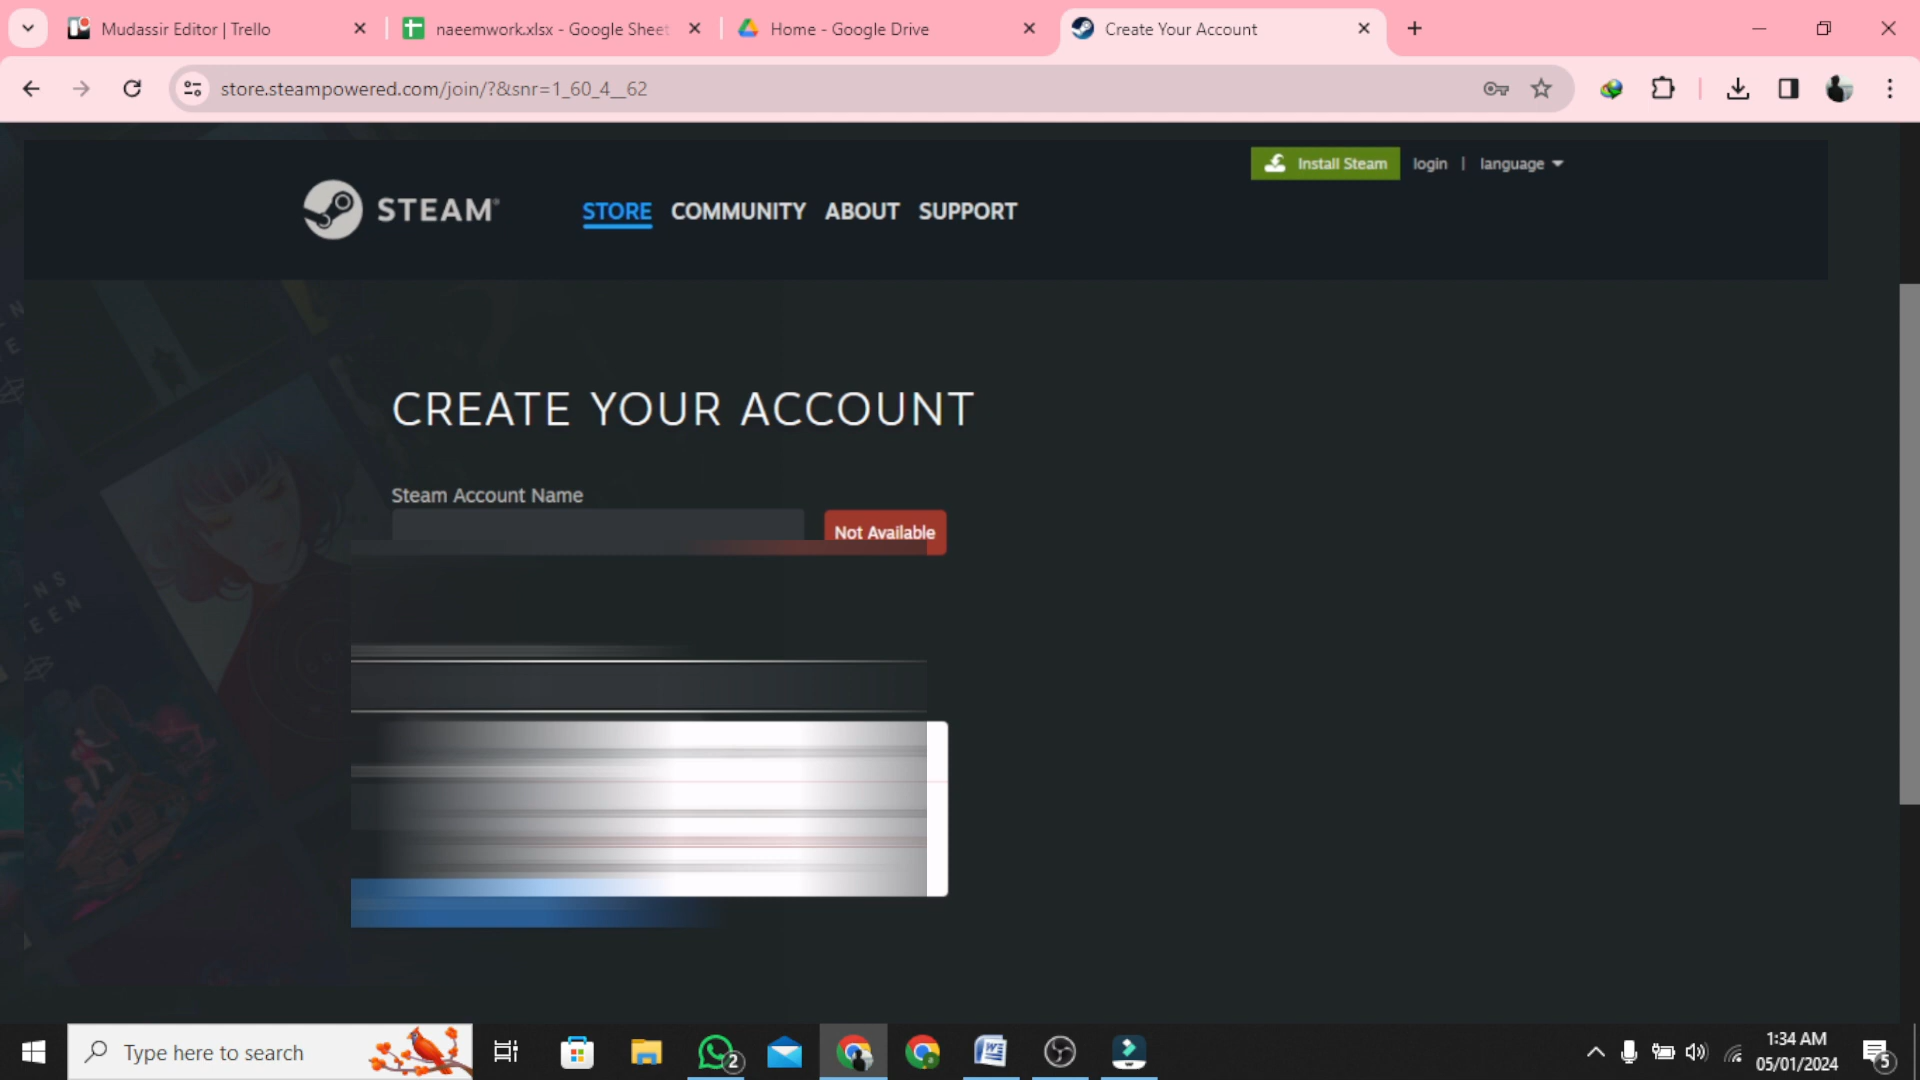 Mudassir Editor | Trello
naeemwork.xlsx - Google Sheet
Home - Google Drive
Create Your Account
store.steampowered.com/join/?&snr=1_60_4__62
Install Steam
login | language
STEAM®
STORE COMMUNITY ABOUT SUPPORT
CREATE YOUR ACCOUNT
Steam Account Name
Not Available
Type here to search
2
1:34 AM
05/01/2024
5